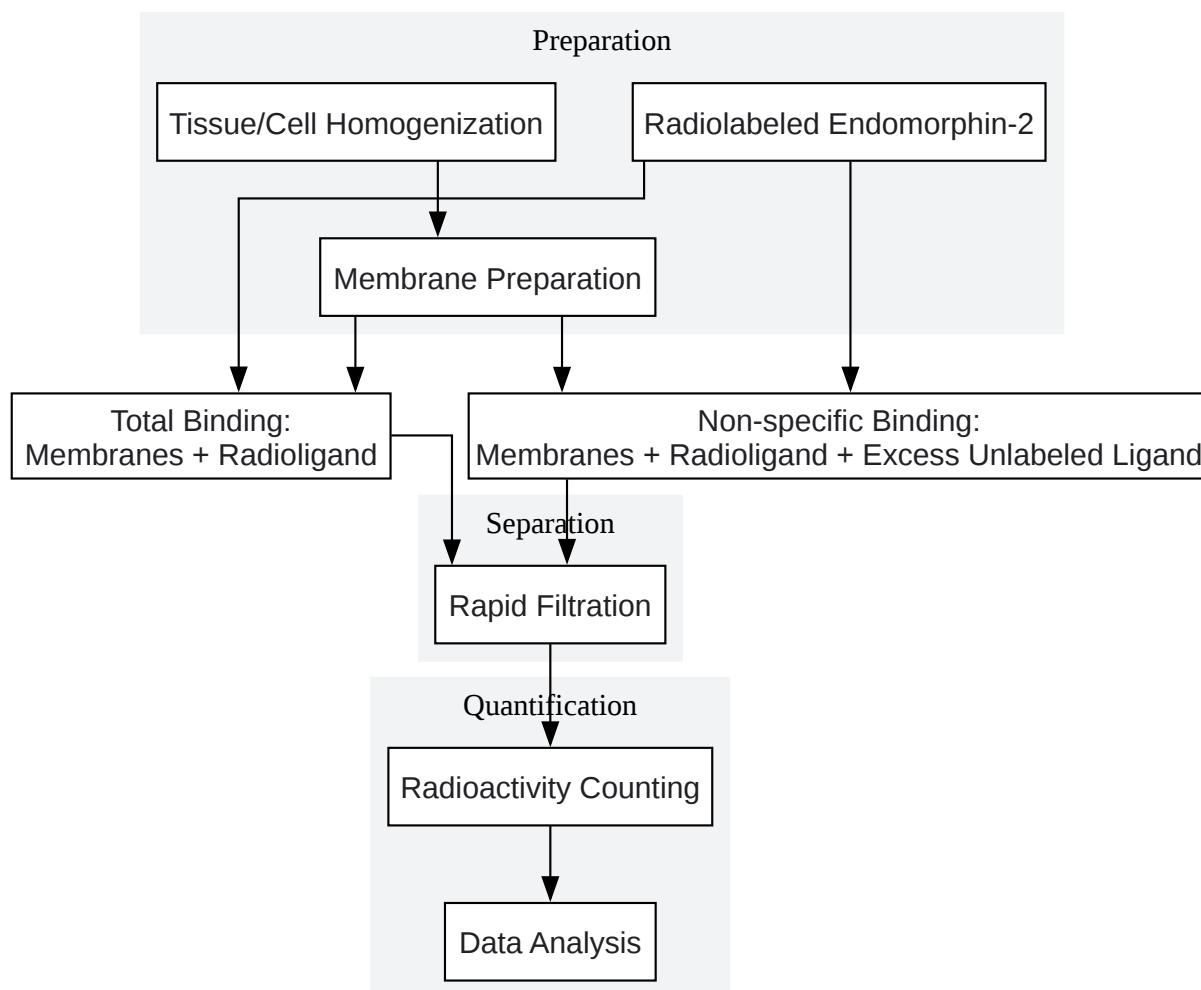 Preparation
Tissue/Cell Homogenization
Radiolabeled Endomorphin-2
Membrane Preparation
Total Binding:
Membranes + Radioligand
Non-specific Binding:
Membranes + Radioligand + Excess Unlabeled Ligand
Separation
Rapid Filtration
Quantification
Radioactivity Counting
Data Analysis